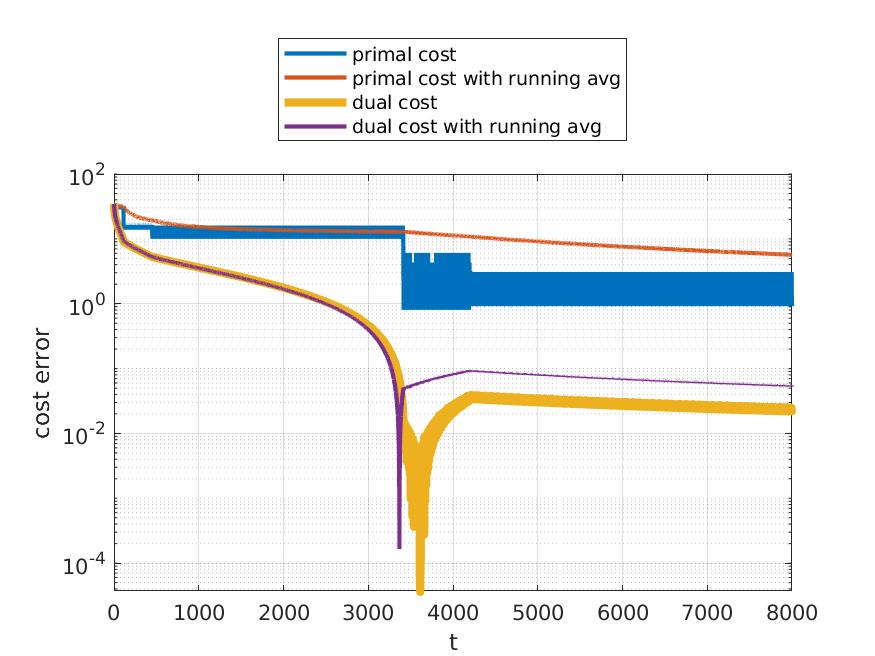 primal cost
primal cost with running avg
dual cost
dual cost with running avg
10^2
10^0
10^-2
10^-4
cost error
0 1000 2000 3000 4000 5000 6000 7000 8000
t